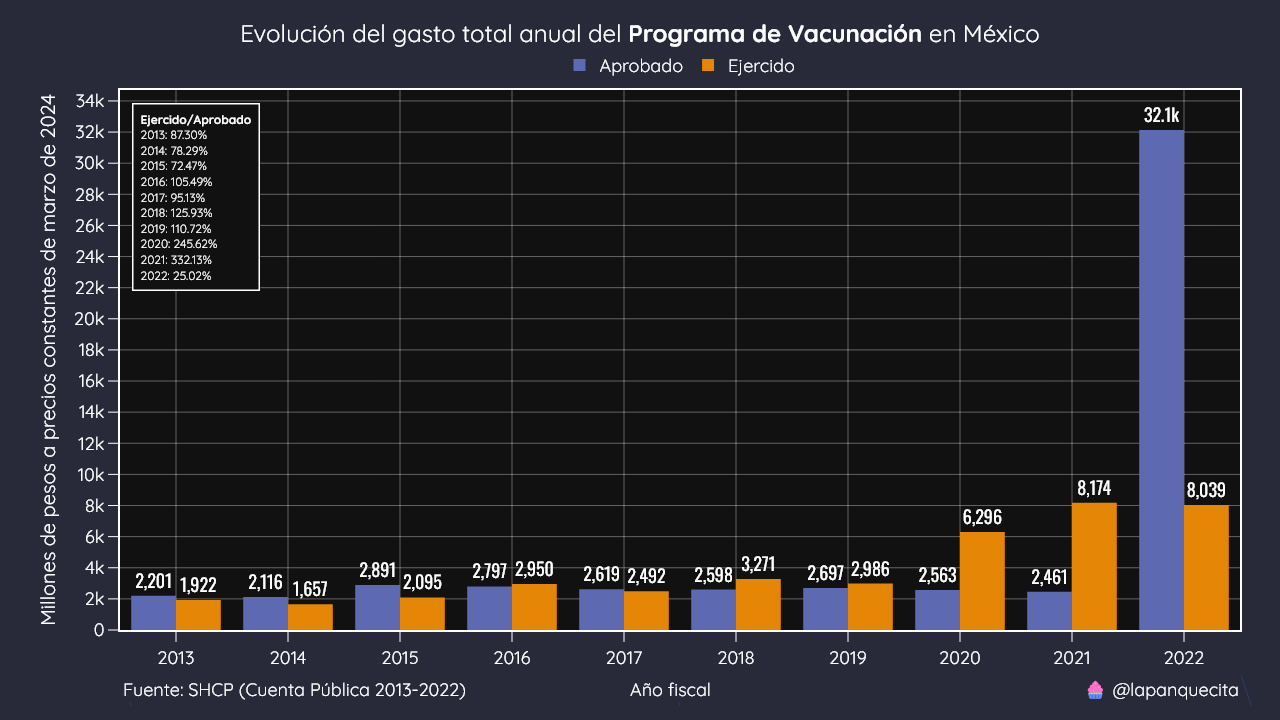 Evolución del gasto total anual del Programa de Vacunación en México
Aprobado Ejercido
Millones de pesos a precios constantes de marzo de 2024
34k
32k
30k
28k
26k
24k
22k
20k
18k
16k
14k
12k
10k
8k
6k
4k
2k
0
Ejercido/Aprobado
2013: 87.30%
2014: 78.29%
2015: 72.47%
2016: 105.49%
2017: 95.13%
2018: 125.93%
2019: 110.72%
2020: 245.62%
2021: 332.13%
2022: 25.02%
2,201 1,922 2,116 1,657 2,891 2,095 2,797 2,950 2,619 2,492 2,598 3,271 2,697 2,986 2,563 6,296 2,461 8,174 32.1k 8,039
2013 2014 2015 2016 2017 2018 2019 2020 2021 2022
Fuente: SHCP (Cuenta Pública 2013-2022) Año fiscal @lapanquecita